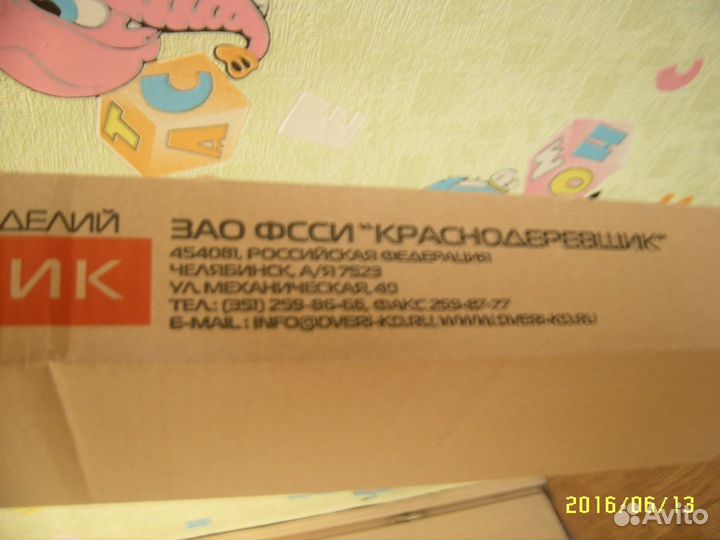 Т А С
Е
С
М О Н
ДЕЛИЙ
ИК
ЗАО ФССИ "КРАСНОДЕРЕВЩИК"
454081, РОССИЙСКАЯ ФЕДЕРАЦИЯ
ЧЕЛЯБИНСК, А/Я 7523
УЛ. МЕХАНИЧЕСКАЯ, 40
ТЕЛ.: (351) 259-86-66, ФАКС 259-87-77
E-MAIL : INFO@DVERI-KD.RU, WWW.DVERI-KD.RU
2016/06/13
Avito